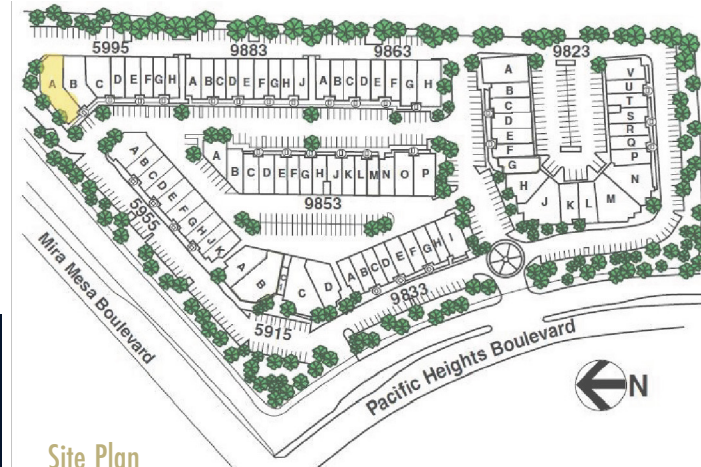 5995 9883 9863 9823
A B C D E F G H A B C D E F G H J A B C D E F G H
A
B
C
D
E
F
G
H
J
K
L
M
N
P
Q
R
S
T
U
V
A B C D E F G H J K L M N O P
9853
A
B
C
D
E
F
G
H
J
K
5955
A B C D
5915
A B C D E F G H I
9833
Mira Mesa Boulevard
Pacific Heights Boulevard
N
Site Plan